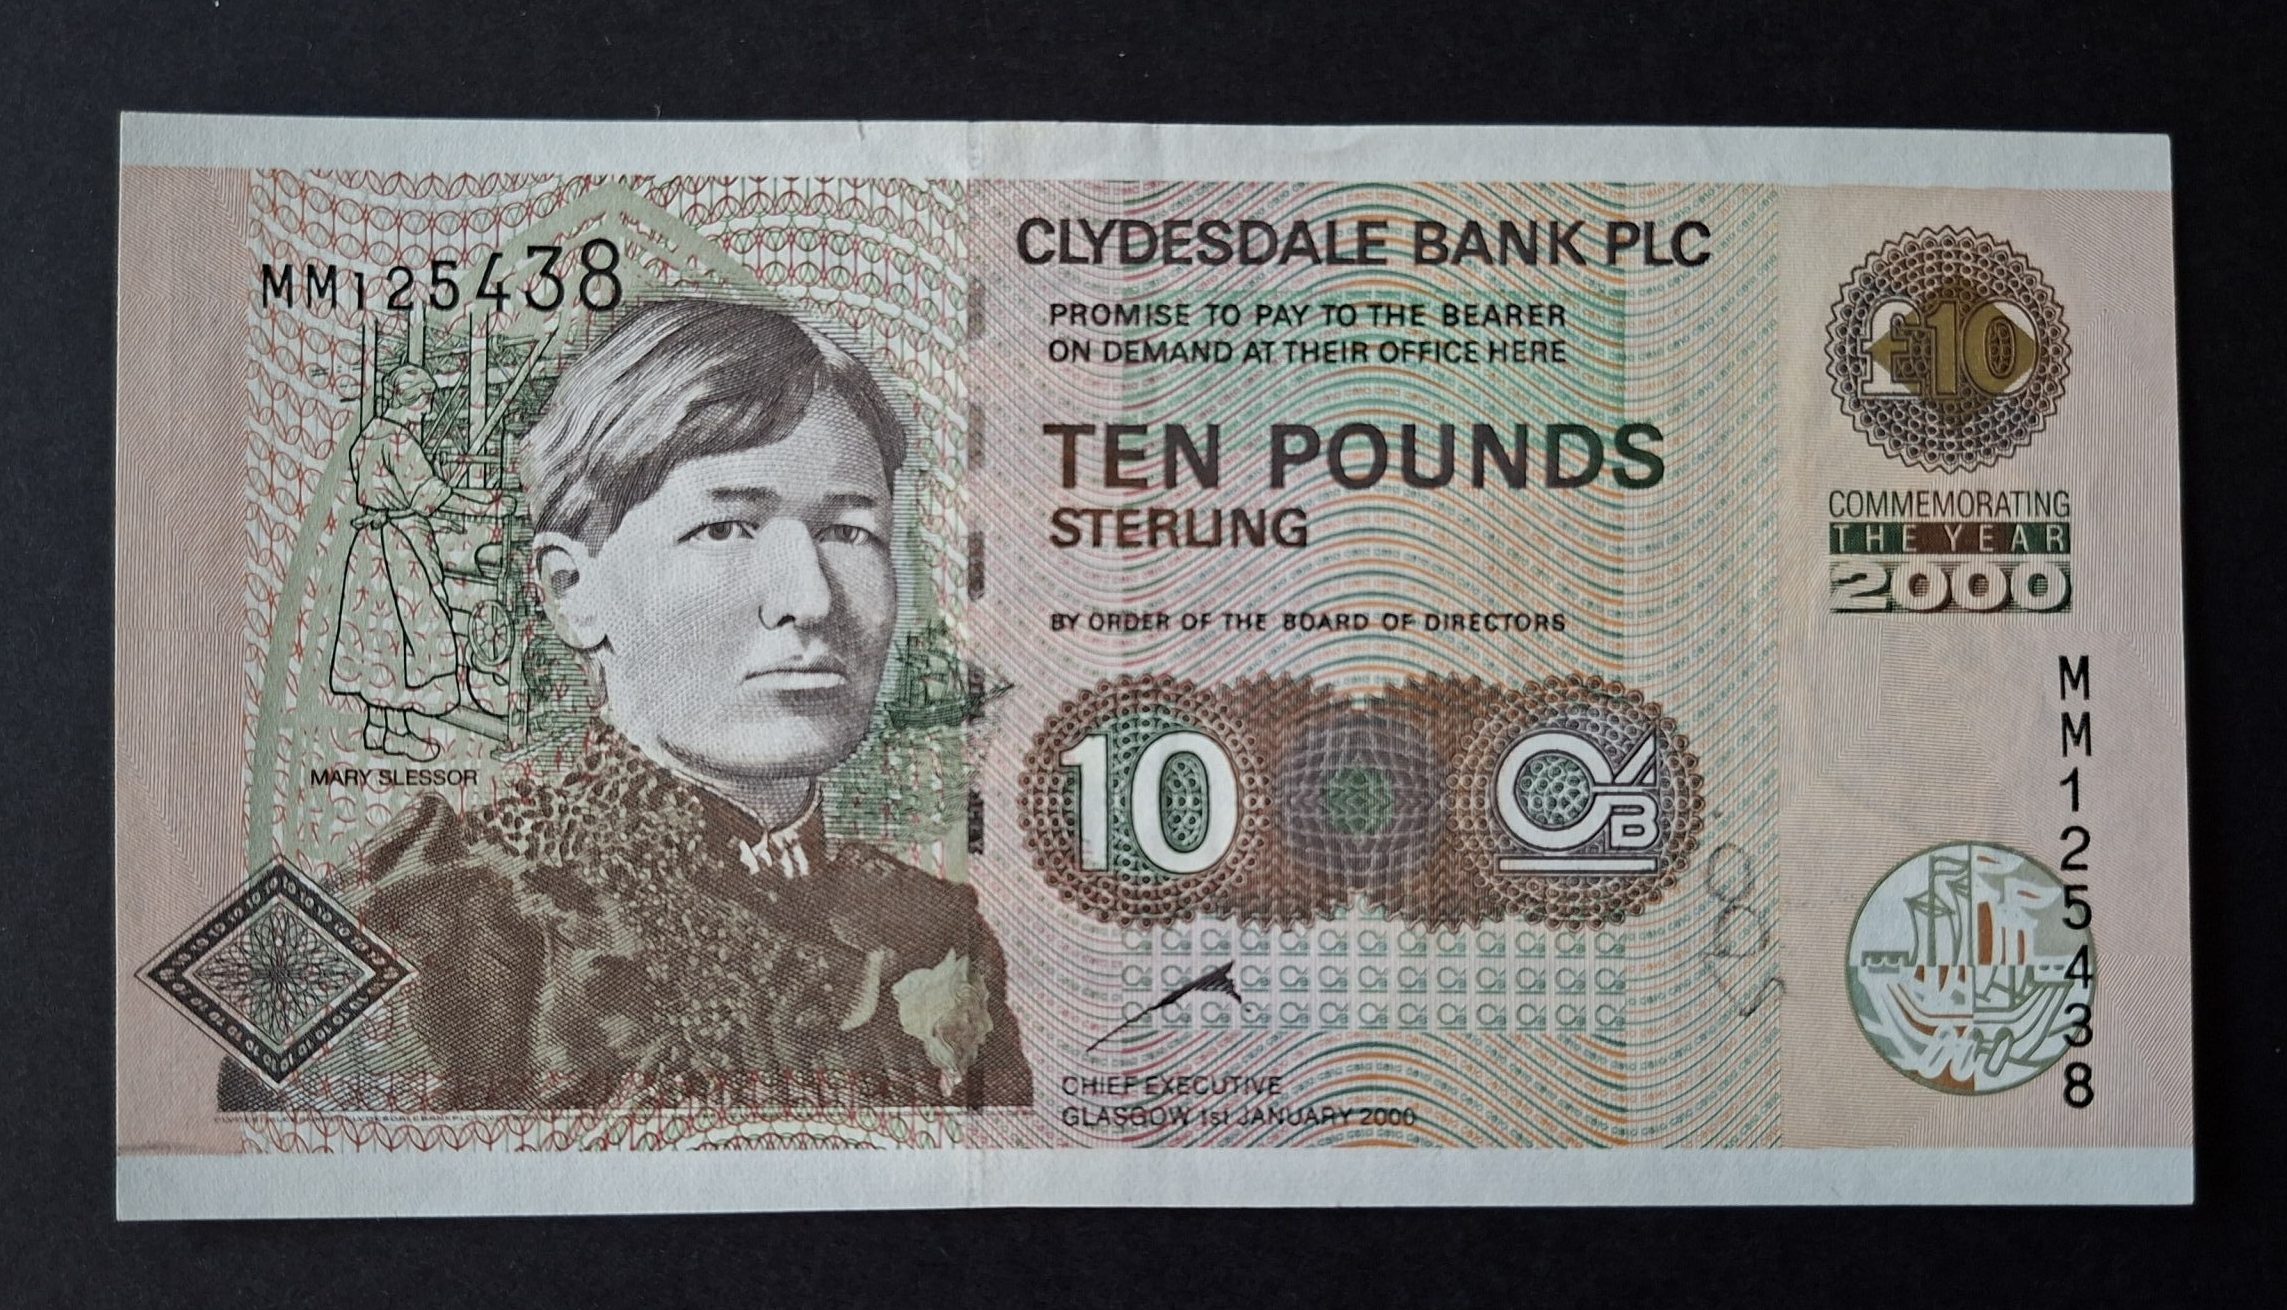 MM125438
CLYDESDALE BANK PLC
PROMISE TO PAY TO THE BEARER
ON DEMAND AT THEIR OFFICE HERE
TEN POUNDS
STERLING
BY ORDER OF THE BOARD OF DIRECTORS
10
CB
CHIEF EXECUTIVE
GLASGOW 1st JANUARY 2000
MARY SLESSOR
£10
COMMEMORATING
THE YEAR
2000
MM125438